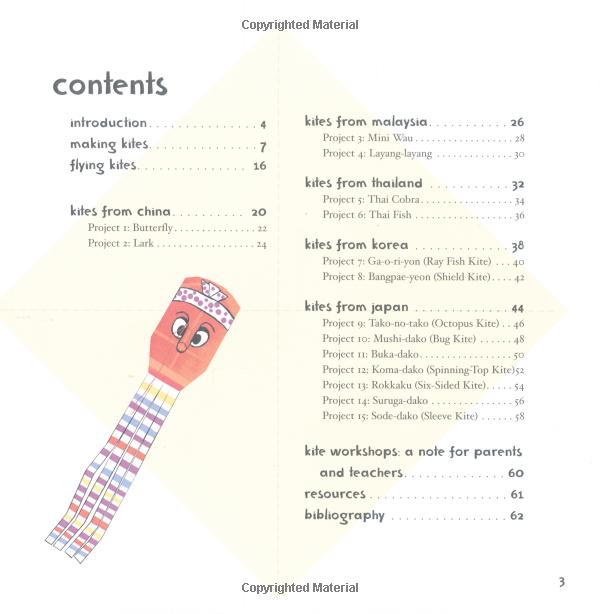 Copyrighted Material
contents
introduction. . . . . . . . . . . . . . . 4
making kites. . . . . . . . . . . . . . . 7
flying kites. . . . . . . . . . . . . . 16
kites from china. . . . . . . . . . 20
Project 1: Butterfly. . . . . . . . . . . . . . . 22
Project 2: Lark . . . . . . . . . . . . . . . . . . 24
kites from malaysia. . . . . . . . . . . 26
Project 3: Mini Wau . . . . . . . . . . . . . . . . . 28
Project 4: Layang-layang . . . . . . . . . . . . . . 30
kites from thailand . . . . . . . . . . . 32
Project 5: Thai Cobra. . . . . . . . . . . . . . . . . 34
Project 6: Thai Fish . . . . . . . . . . . . . . . . . . 36
kites from korea . . . . . . . . . . . . . 38
Project 7: Ga-o-ri-yon (Ray Fish Kite) . . . 40
Project 8: Bangpae-yeon (Shield Kite). . . . 42
kites from japan . . . . . . . . . . . . . 44
Project 9: Tako-no-tako (Octopus Kite) . . 46
Project 10: Mushi-dako (Bug Kite) . . . . . . 48
Project 11: Buka-dako. . . . . . . . . . . . . . . . 50
Project 12: Koma-dako (Spinning-Top Kite)52
Project 13: Rokkaku (Six-Sided Kite). . . . . 54
Project 14: Suruga-dako . . . . . . . . . . . . . . 56
Project 15: Sode-dako (Sleeve Kite) . . . . . . 58
kite workshops: a note for parents
and teachers. . . . . . . . . . . . . . 60
resources . . . . . . . . . . . . . . . . . . 61
bibliography . . . . . . . . . . . . . . . 62
3
Copyrighted Material